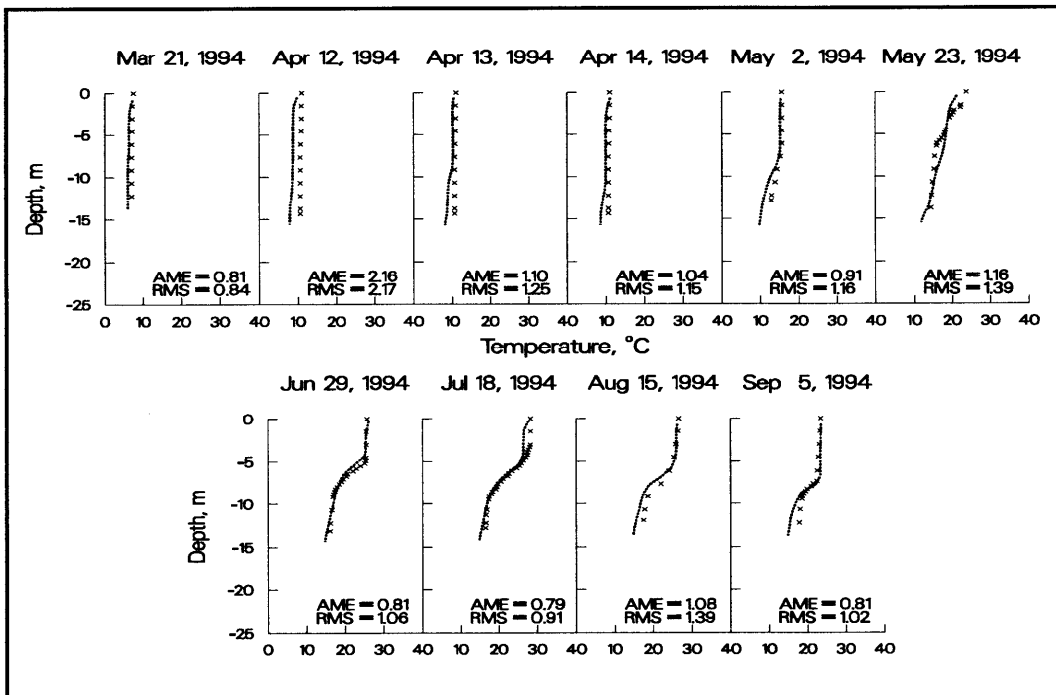 Mar 21, 1994 Apr 12, 1994 Apr 13, 1994 Apr 14, 1994 May 2, 1994 May 23, 1994
0
-5
-10
-15
-20
-25
Depth, m
AME = 0.81 AME = 2.16 AME = 1.10 AME = 1.04 AME = 0.91 AME = 1.16
RMS = 0.84 RMS = 2.17 RMS = 1.25 RMS = 1.15 RMS = 1.16 RMS = 1.39
0 10 20 30 0 10 20 30 0 10 20 30 0 10 20 30 0 10 20 30 0 10 20 30 40
Temperature, °C
Jun 29, 1994 Jul 18, 1994 Aug 15, 1994 Sep 5, 1994
0
-5
-10
-15
-20
-25
Depth, m
AME = 0.81 AME = 0.79 AME = 1.08 AME = 0.81
RMS = 1.06 RMS = 0.91 RMS = 1.39 RMS = 1.02
0 10 20 30 40 10 20 30 40 10 20 30 40 10 20 30 40